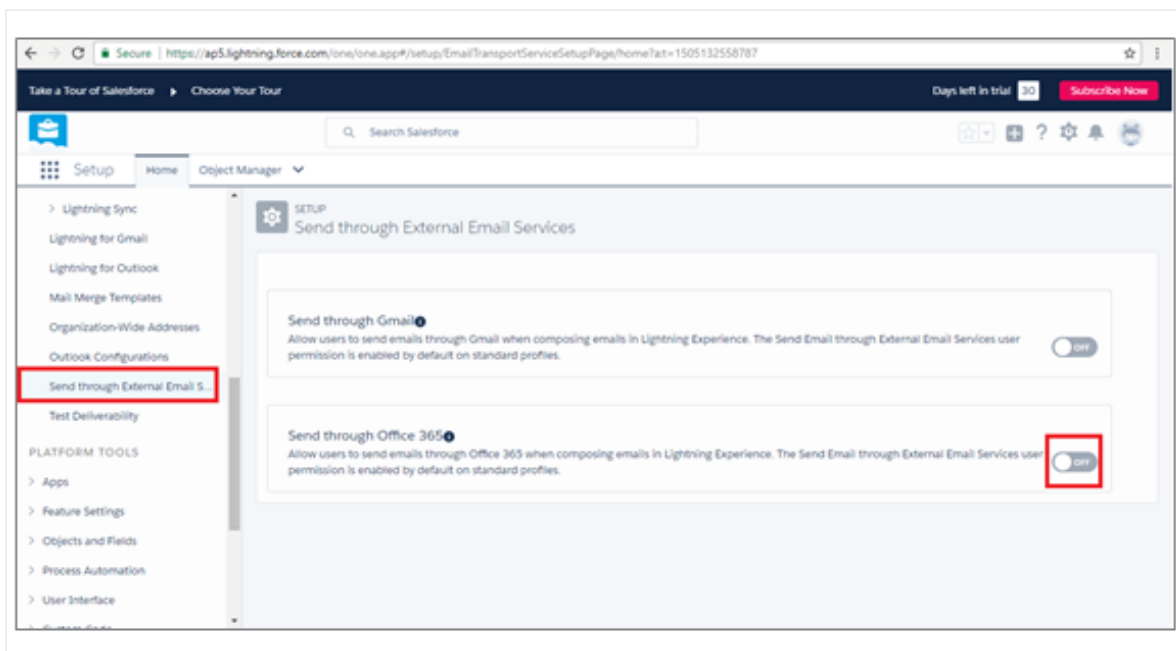 Secure | https://ap5.lightning.force.com/one/one.app#/setup/EmailTransportServiceSetupPage/home?a:t=1505132558787
Take a Tour of Salesforce Choose Your Tour Days left in trial 30 Subscribe Now
Search Salesforce
Setup Home Object Manager
Lightning Sync
Lightning for Gmail
Lightning for Outlook
Mail Merge Templates
Organization-Wide Addresses
Outlook Configurations
Send through External Email S...
Test Deliverability
PLATFORM TOOLS
Apps
Feature Settings
Objects and Fields
Process Automation
User Interface
Custom Code
SETUP
Send through External Email Services
Send through Gmail
Allow users to send emails through Gmail when composing emails in Lightning Experience. The Send Email through External Email Services user
permission is enabled by default on standard profiles.
OFF
Send through Office 365
Allow users to send emails through Office 365 when composing emails in Lightning Experience. The Send Email through External Email Services user
permission is enabled by default on standard profiles.
OFF